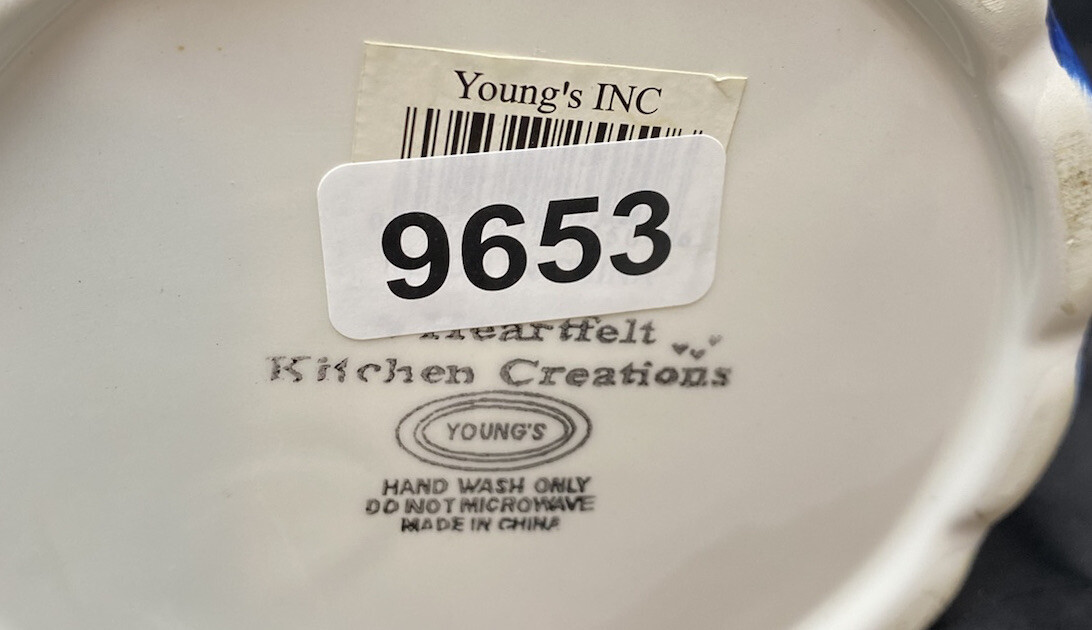 Young's INC
9653
Heartfelt
Kitchen Creations
YOUNG'S
HAND WASH ONLY
DO NOT MICROWAVE
MADE IN CHINA